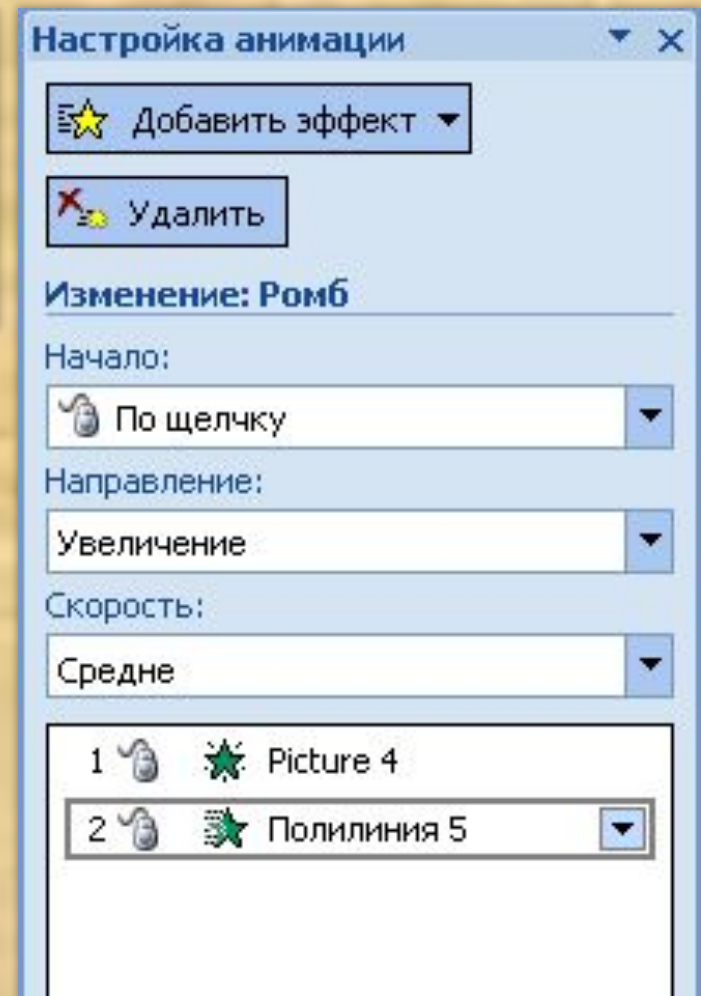 Настройка анимации
Добавить эффект
Удалить
Изменение: Ромб
Начало:
По щелчку
Направление:
Увеличение
Скорость:
Средне
1 Picture 4
2 Полилиния 5